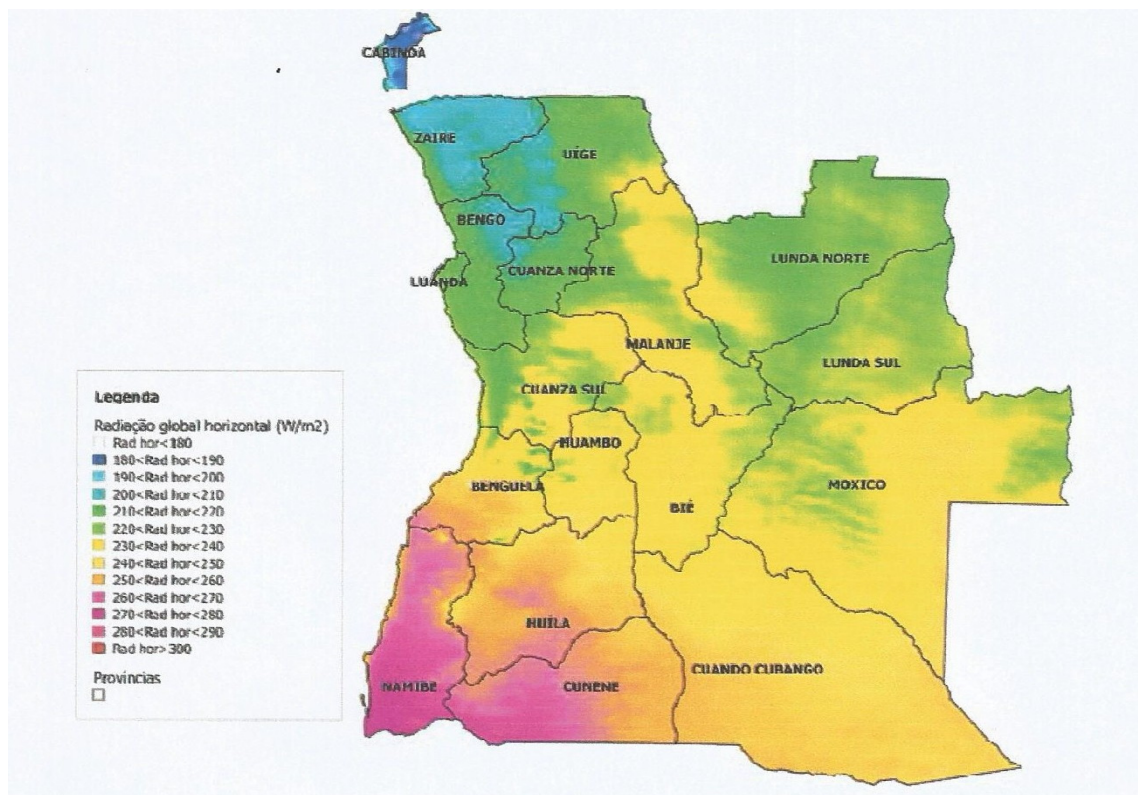 CABINDA
ZAIRE
UÍGE
BENGO
LUANDA
CUANZA NORTE
LUNDA NORTE
MALANJE
LUNDA SUL
CUANZA SUL
HUAMBO
BENGUELA
BIÉ
MOXICO
HUÍLA
NAMIBE
CUNENE
CUANDO CUBANGO
Legenda
Radiação global horizontal (W/m2)
Rad hor<180
180<Rad hor<190
190<Rad hor<200
200<Rad hor<210
210<Rad hor<220
220<Rad hor<230
230<Rad hor<240
240<Rad hor<250
250<Rad hor<260
260<Rad hor<270
270<Rad hor<280
280<Rad hor<290
Rad hor>300
Províncias